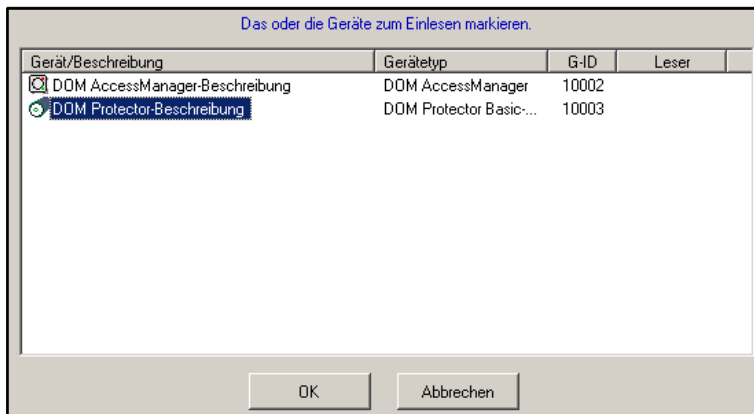 Das oder die Geräte zum Einlesen markieren.
Gerät/Beschreibung Gerätetyp G-ID Leser
DOM AccessManager-Beschreibung DOM AccessManager 10002
DOM Protector-Beschreibung DOM Protector Basic-... 10003
OK Abbrechen